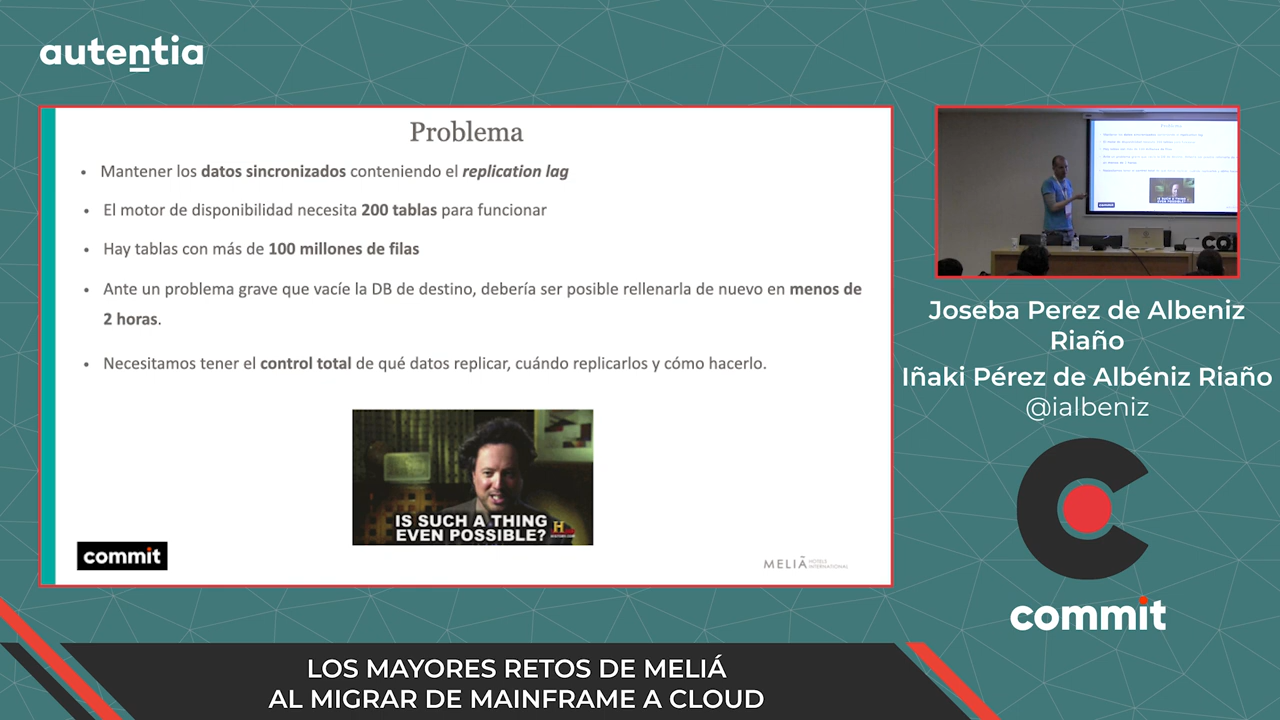 autentia
Problema
• Mantener los datos sincronizados conteniendo el replication lag
• El motor de disponibilidad necesita 200 tablas para funcionar
• Hay tablas con más de 100 millones de filas
• Ante un problema grave que vacíe la DB de destino, debería ser posible rellenarla de nuevo en menos de
2 horas.
• Necesitamos tener el control total de qué datos replicar, cuándo replicarlos y cómo hacerlo.
IS SUCH A THING
EVEN POSSIBLE?
H
commit
MELIÁ HOTELS
INTERNATIONAL
Problema
Joseba Perez de Albeniz
Riaño
Iñaki Pérez de Albéniz Riaño
@ialbeniz
commit
LOS MAYORES RETOS DE MELIÁ
AL MIGRAR DE MAINFRAME A CLOUD